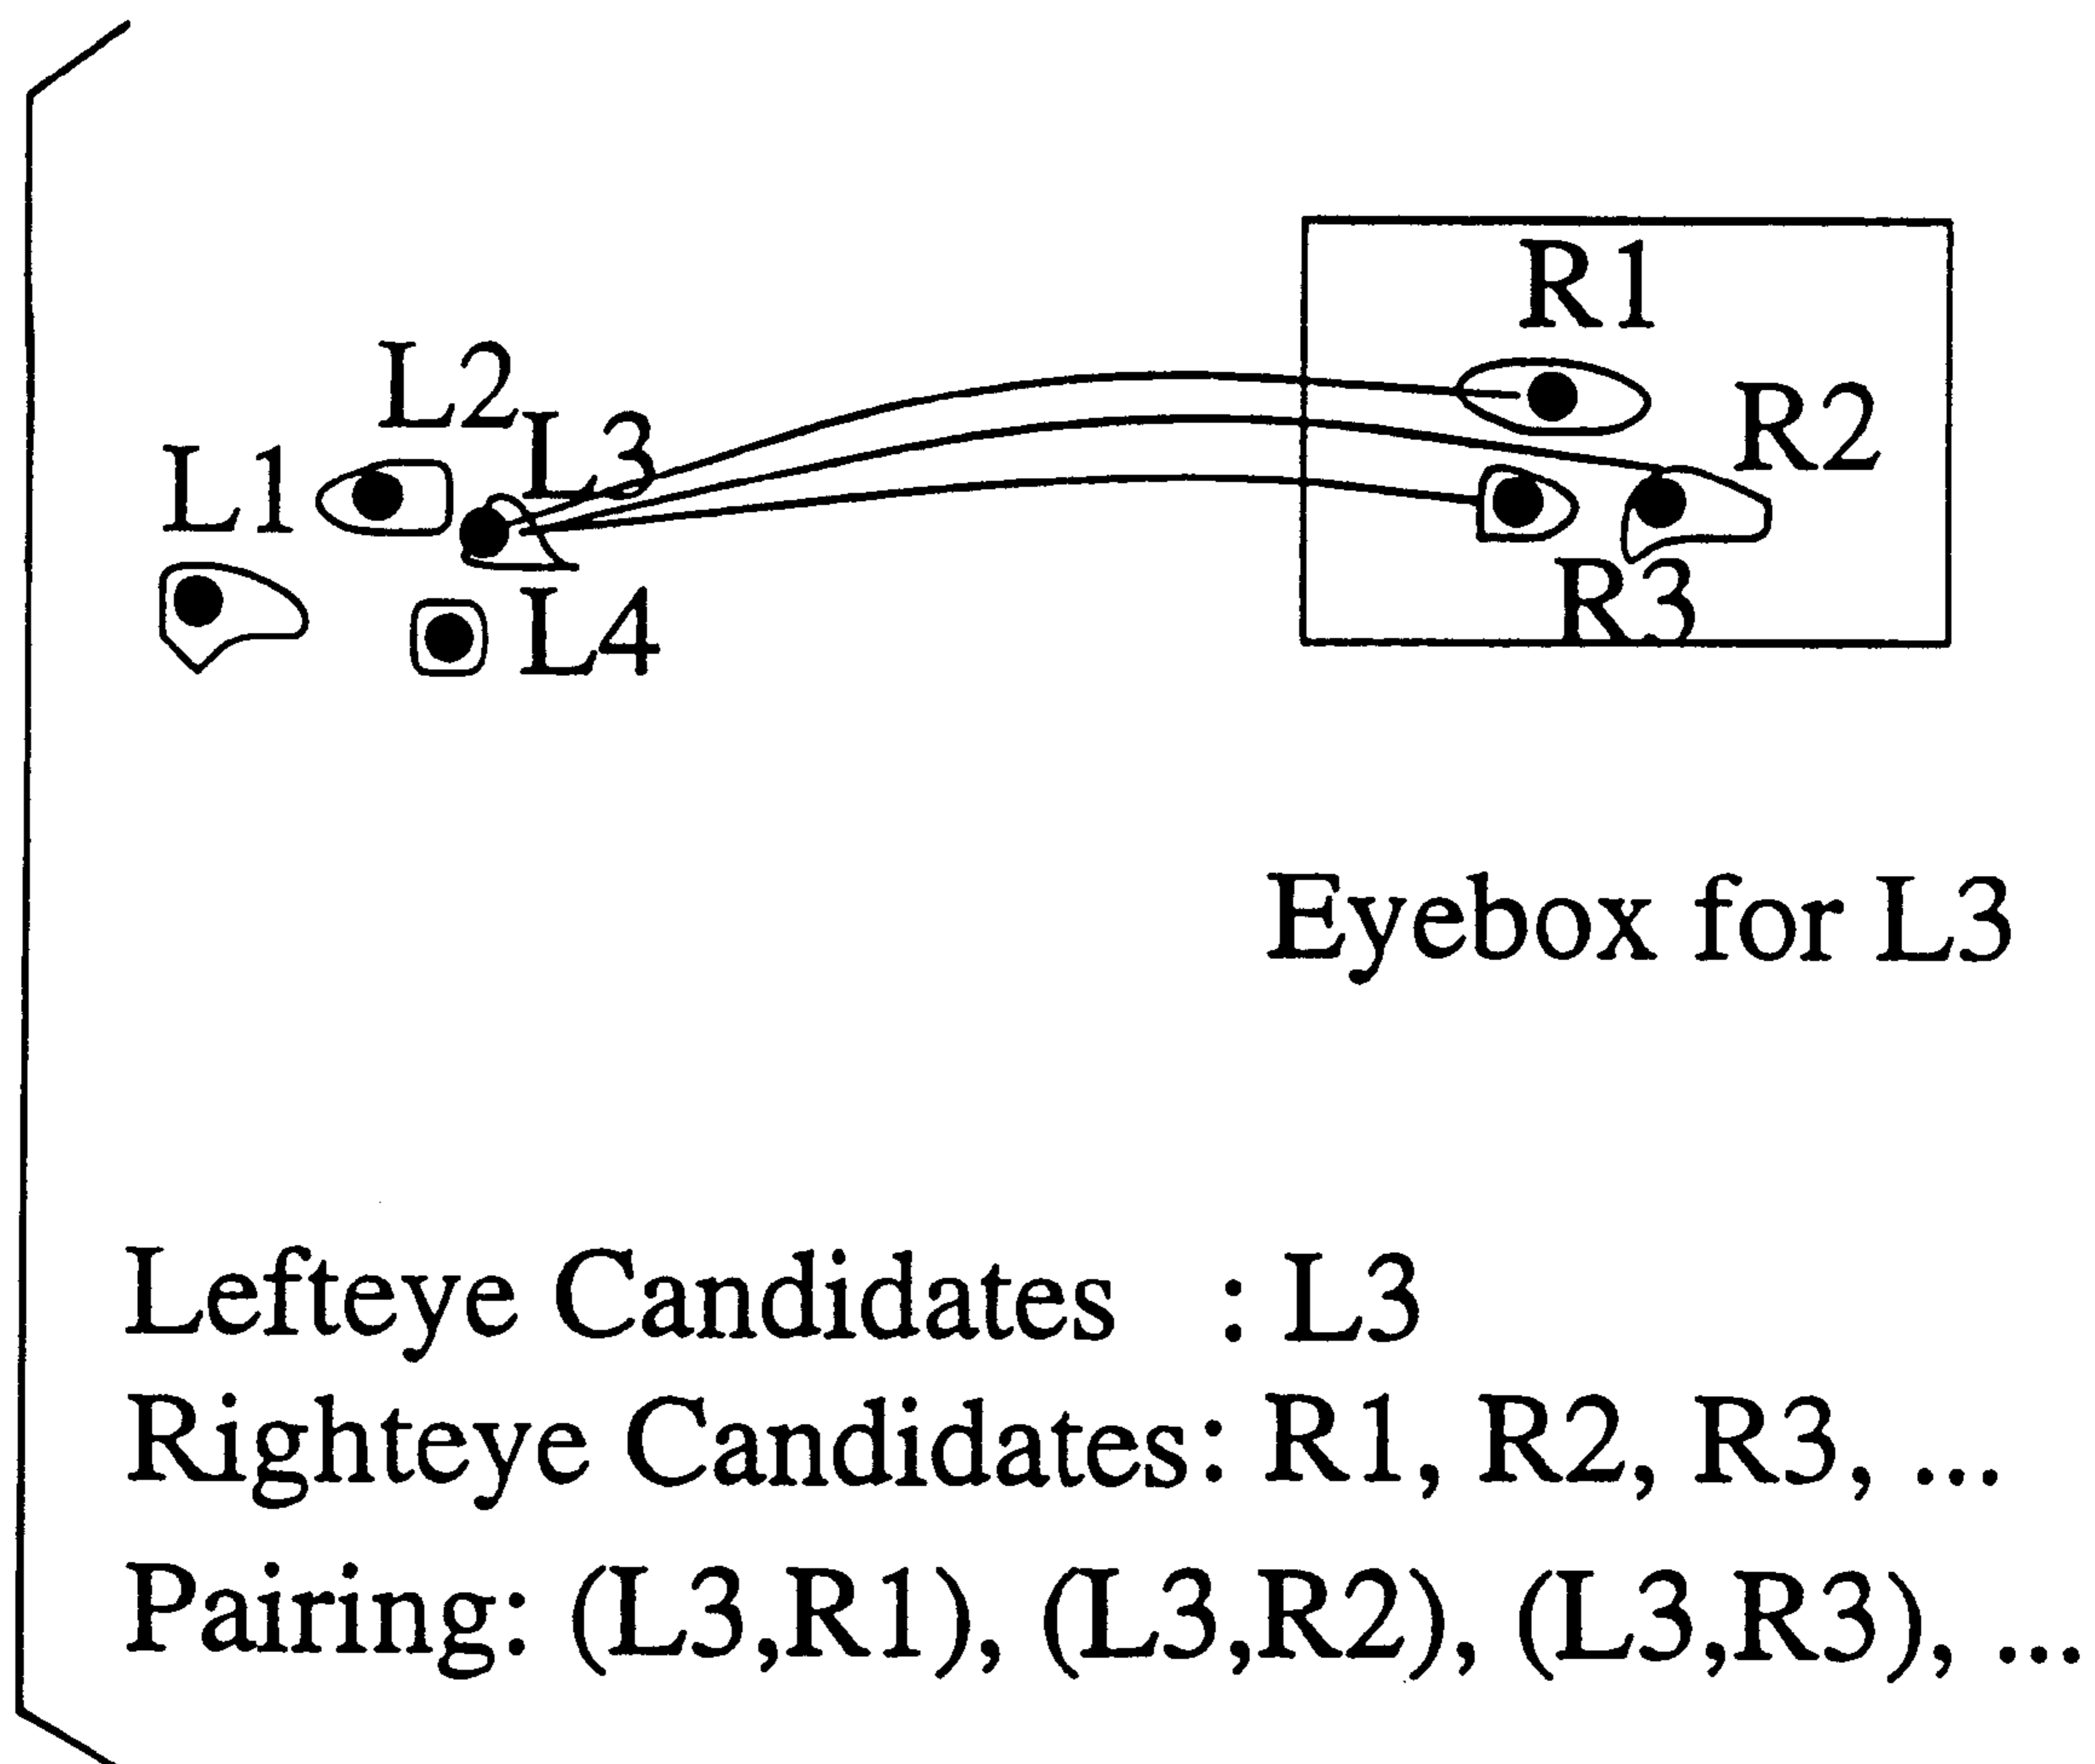 R1
L2
R2
L3
L1
R3
L4
Eyebox for L3
Lefteye Candidates : L3
Righteye Candidates: R1, R2, R3, ...
Pairing: (L3,R1), (L3,R2), (L3,R3), ...